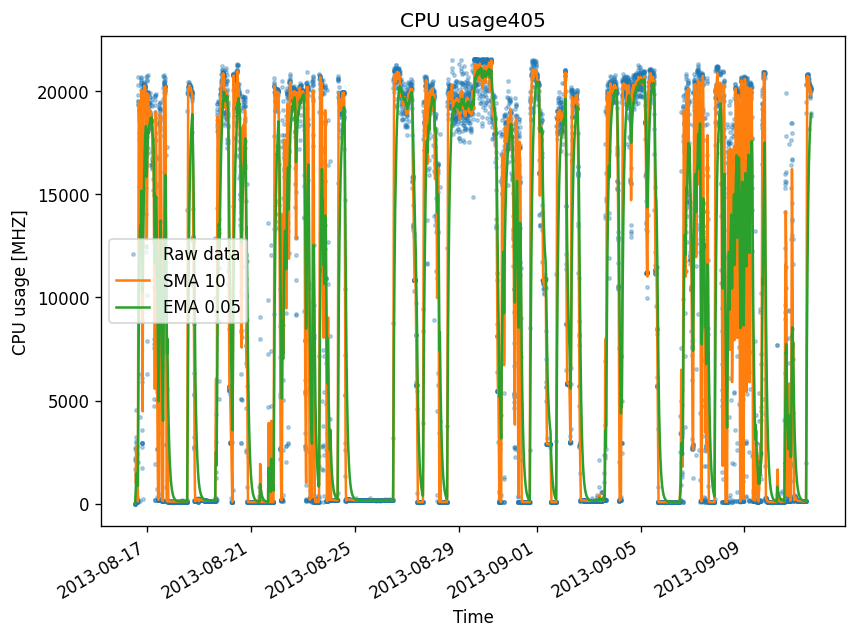 CPU usage405
CPU usage [MHZ]
20000
15000
10000
5000
0
Raw data
SMA 10
EMA 0.05
2013-08-17
2013-08-21
2013-08-25
2013-08-29
2013-09-01
2013-09-05
2013-09-09
Time